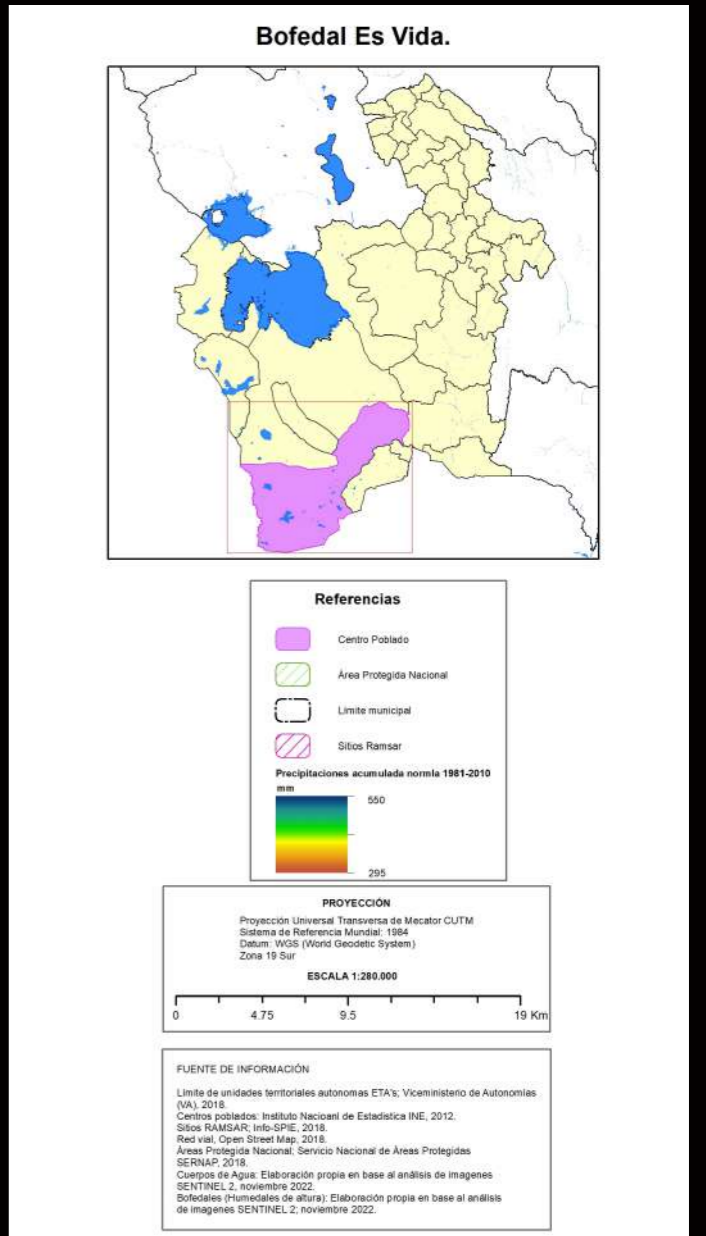 Bofedal Es Vida.
Referencias
Centro Poblado
Área Protegida Nacional
Límite municipal
Sitios Ramsar
Precipitaciones acumulada normla 1981-2010
mm
550
295
PROYECCIÓN
Proyección Universal Transversa de Mecator CUTM
Sistema de Referencia Mundial: 1984
Datum: WGS (World Geodetic System)
Zona 19 Sur
ESCALA 1:280.000
0 4.75 9.5 19 Km
FUENTE DE INFORMACIÓN
Límite de unidades territoriales autonomas ETA's; Viceministerio de Autonomías
(VA), 2018.
Centros poblados: Instituto Nacioanl de Estadistica INE, 2012.
Sitios RAMSAR; Info-SPIE, 2018.
Red vial, Open Street Map, 2018.
Áreas Protegida Nacional; Servicio Nacional de Áreas Protegidas
SERNAP, 2018.
Cuerpos de Agua: Elaboración propia en base al análisis de imagenes
SENTINEL 2, noviembre 2022.
Bofedales (Humedales de altura): Elaboración propia en base al análisis
de imagenes SENTINEL 2; noviembre 2022.